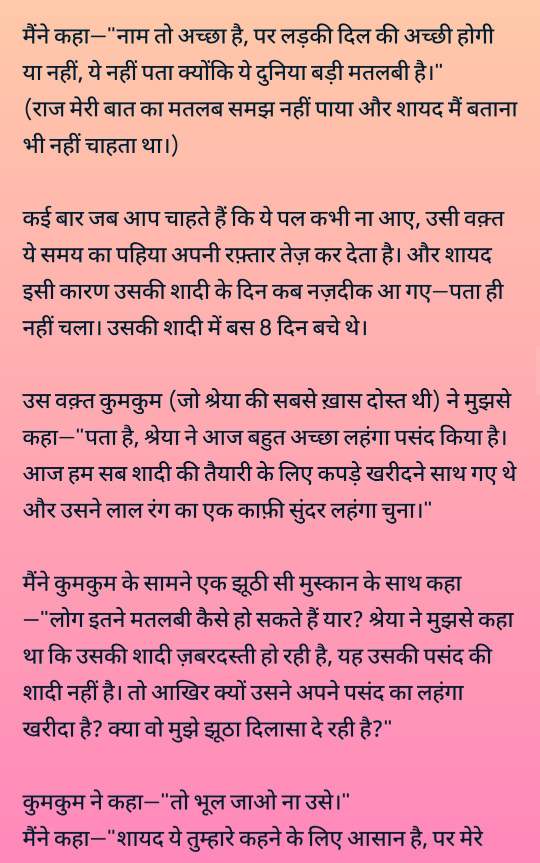 मैंने कहा—"नाम तो अच्छा है, पर लड़की दिल की अच्छी होगी
या नहीं, ये नहीं पता क्योंकि ये दुनिया बड़ी मतलबी है।"
(राज मेरी बात का मतलब समझ नहीं पाया और शायद मैं बताना
भी नहीं चाहता था।)
कई बार जब आप चाहते हैं कि ये पल कभी ना आए, उसी वक़्त
ये समय का पहिया अपनी रफ़्तार तेज़ कर देता है। और शायद
इसी कारण उसकी शादी के दिन कब नज़दीक आ गए—पता ही
नहीं चला। उसकी शादी में बस 8 दिन बचे थे।
उस वक़्त कुमकुम (जो श्रेया की सबसे ख़ास दोस्त थी) ने मुझसे
कहा—"पता है, श्रेया ने आज बहुत अच्छा लहंगा पसंद किया है।
आज हम सब शादी की तैयारी के लिए कपड़े खरीदने साथ गए थे
और उसने लाल रंग का एक काफ़ी सुंदर लहंगा चुना।"
मैंने कुमकुम के सामने एक झूठी सी मुस्कान के साथ कहा
—"लोग इतने मतलबी कैसे हो सकते हैं यार? श्रेया ने मुझसे कहा
था कि उसकी शादी ज़बरदस्ती हो रही है, यह उसकी पसंद की
शादी नहीं है। तो आखिर क्यों उसने अपने पसंद का लहंगा
खरीदा है? क्या वो मुझे झूठा दिलासा दे रही है?"
कुमकुम ने कहा—"तो भूल जाओ ना उसे।"
मैंने कहा—"शायद ये तुम्हारे कहने के लिए आसान है, पर मेरे